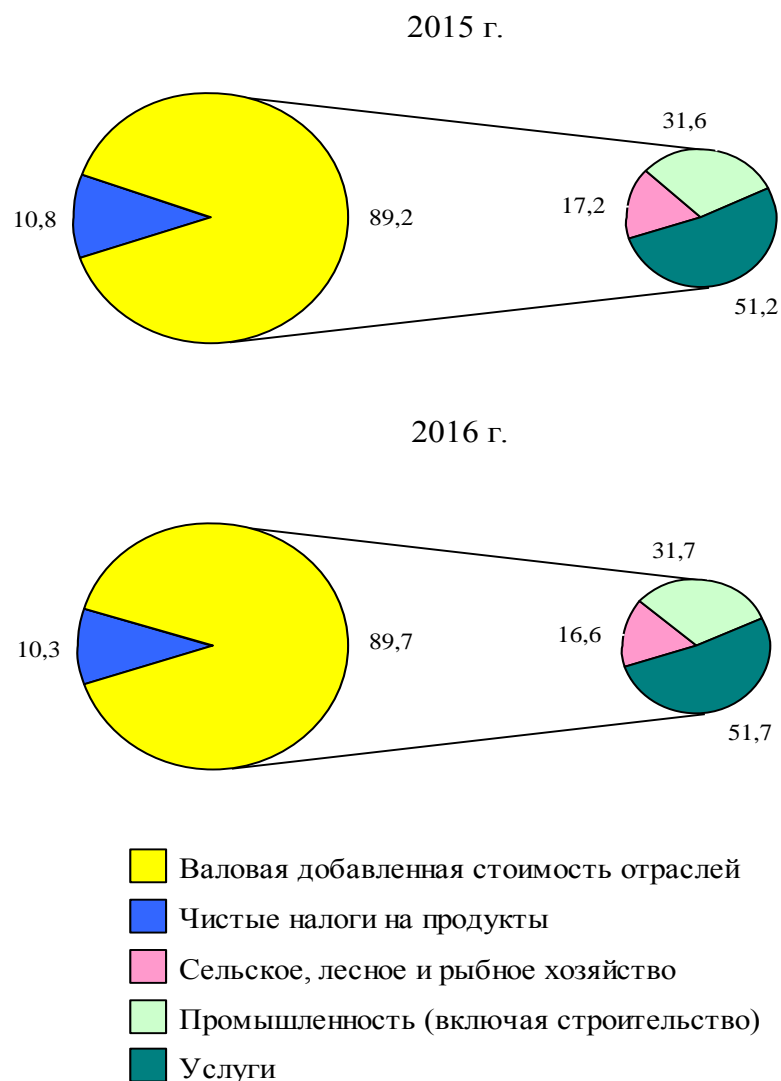 2015 г.
31,6
10,8
89,2
17,2
51,2
2016 г.
31,7
10,3
89,7
16,6
51,7
Валовая добавленная стоимость отраслей
Чистые налоги на продукты
Сельское, лесное и рыбное хозяйство
Промышленность (включая строительство)
Услуги